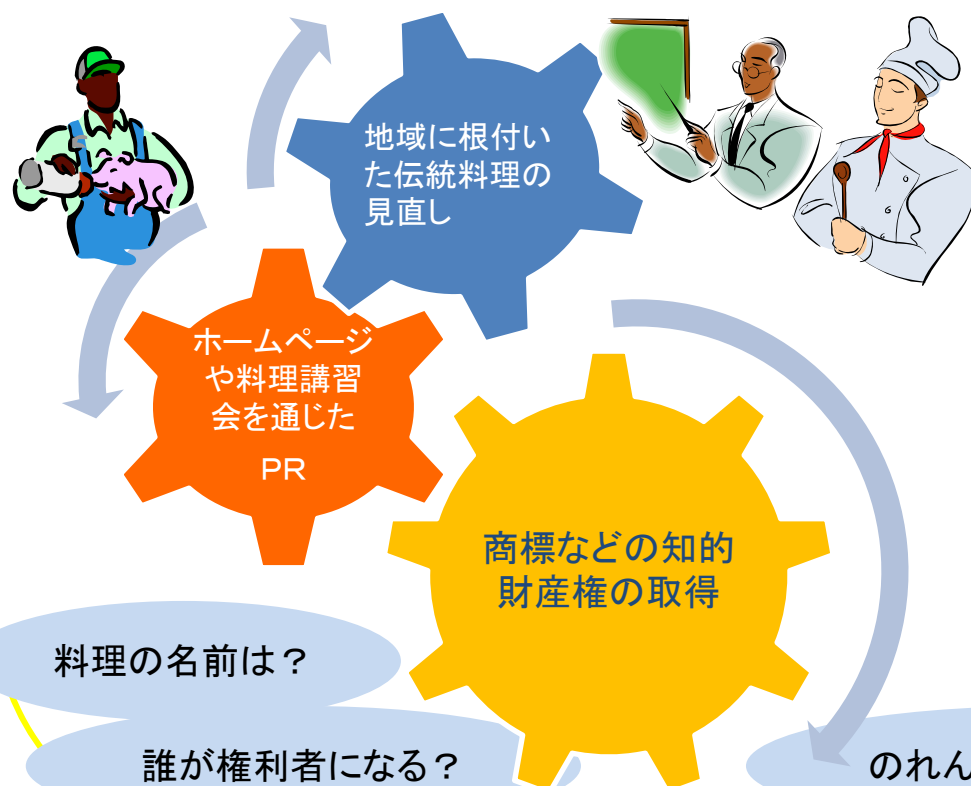 地域に根付い
た伝統料理の
見直し
ホームページ
や料理講習
会を通じた
ＰＲ
商標などの知的
財産権の取得
料理の名前は？
誰が権利者になる？
のれん